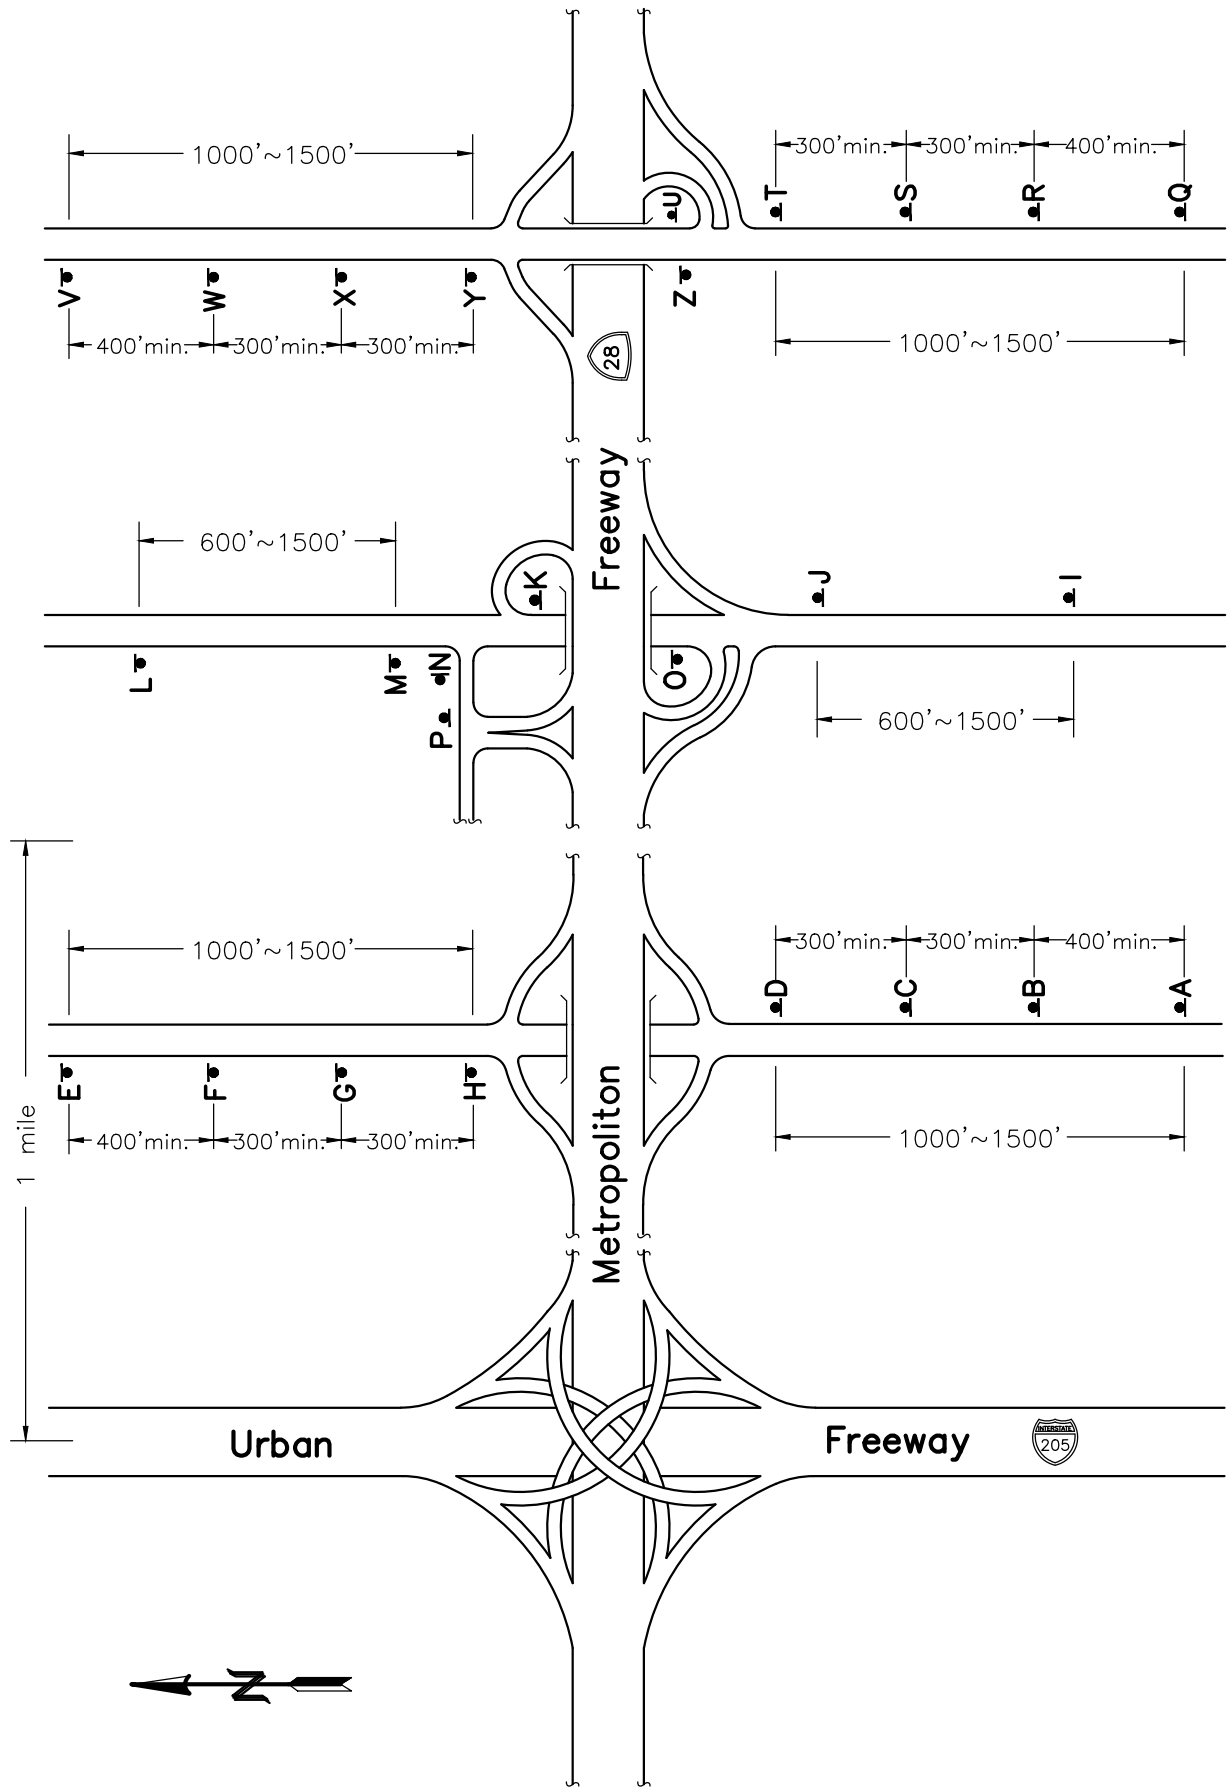 1000'~1500'
300'min.
300'min.
400'min.
T
S
R
Q
U
V
W
X
Y
Z
400'min.
300'min.
300'min.
1000'~1500'
28
Freeway
600'~1500'
K
J
I
L
M
N
O
P
600'~1500'
1000'~1500'
300'min.
300'min.
400'min.
D
C
B
A
E
F
G
H
400'min.
300'min.
300'min.
1000'~1500'
1 mile
Metropoliton
Urban
Freeway
INTERSTATE
205
N